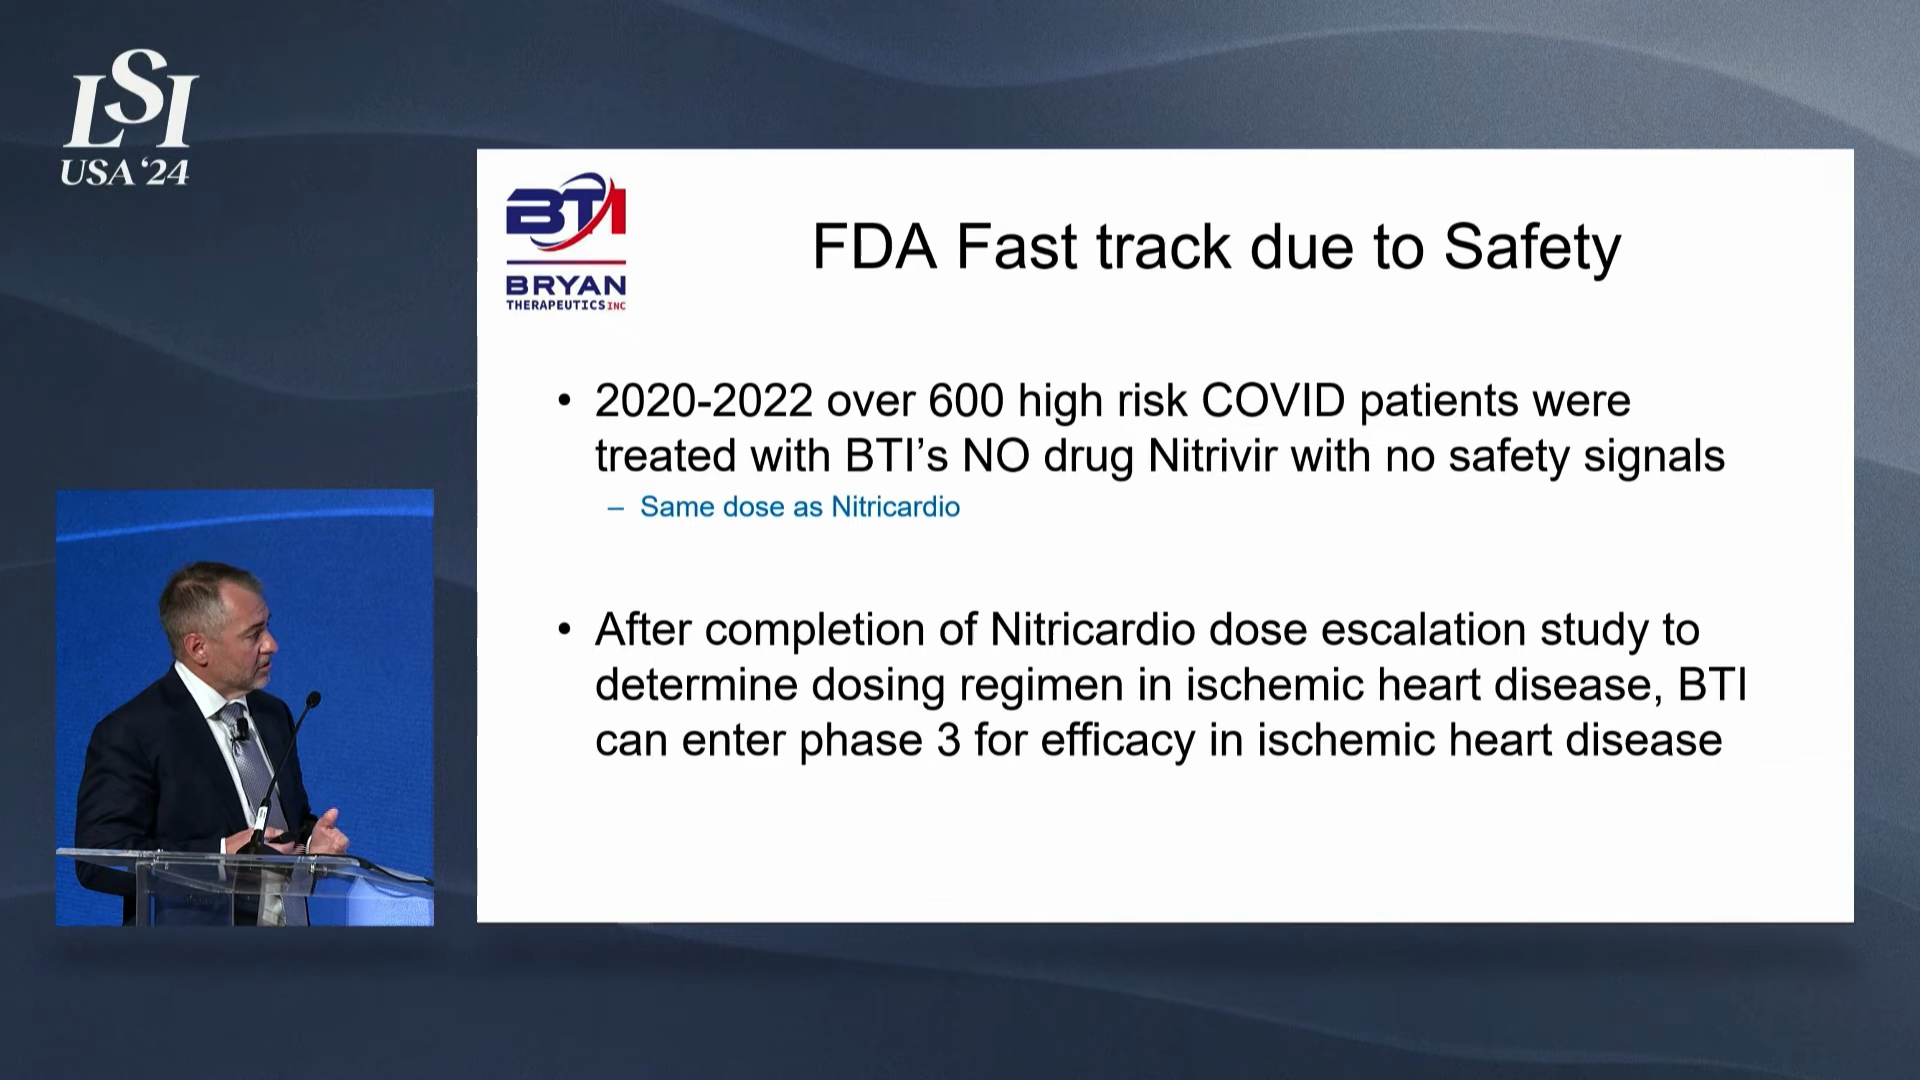 LSI
USA '24
BTI
BRYAN
THERAPEUTICS INC
FDA Fast track due to Safety
• 2020-2022 over 600 high risk COVID patients were
treated with BTI’s NO drug Nitrivir with no safety signals
– Same dose as Nitricardio
• After completion of Nitricardio dose escalation study to
determine dosing regimen in ischemic heart disease, BTI
can enter phase 3 for efficacy in ischemic heart disease